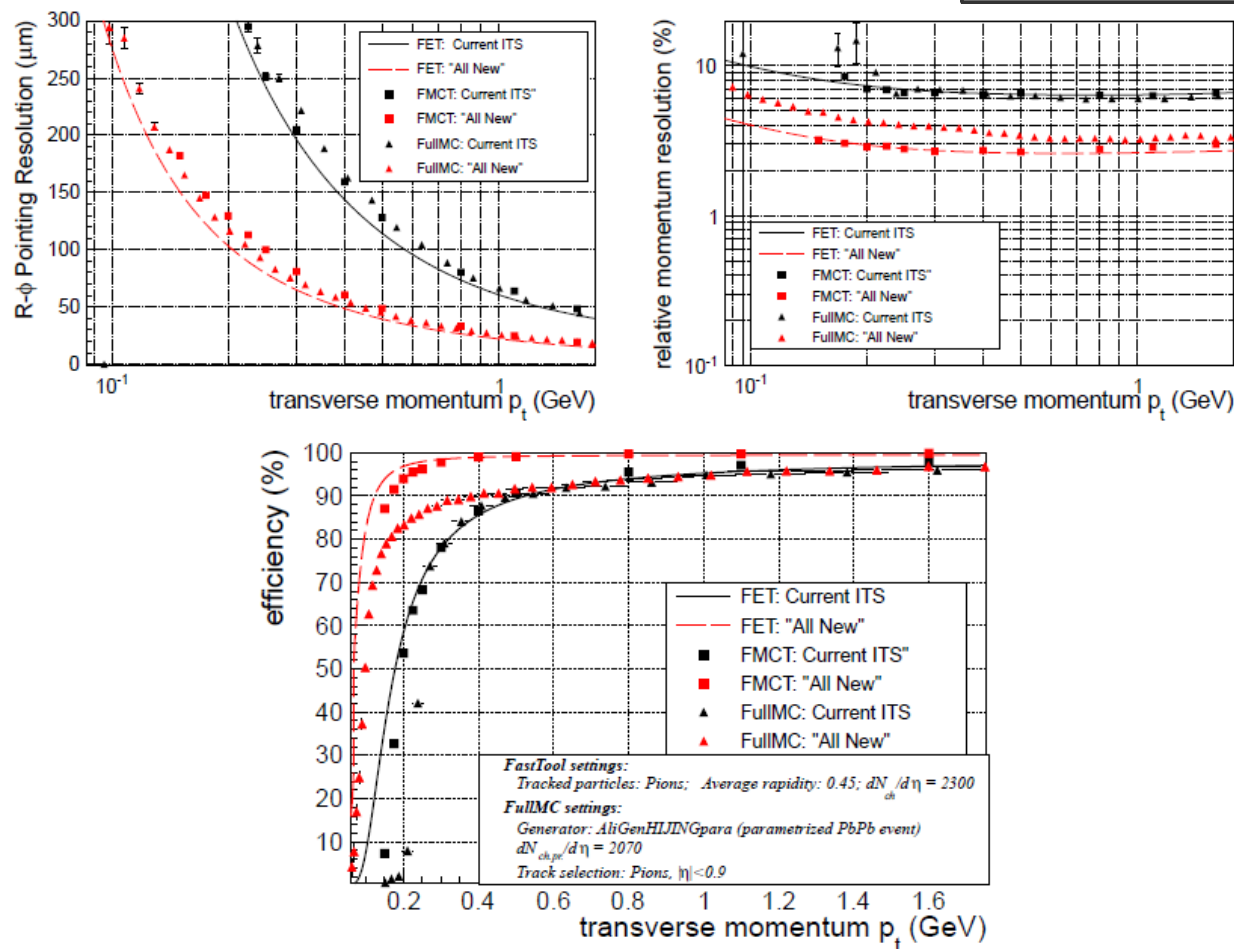 R-ϕ Pointing Resolution (μm)
300
250
200
150
100
50
0
10⁻¹
1
transverse momentum p_t (GeV)
FET: Current ITS
FET: "All New"
FMCT: Current ITS"
FMCT: "All New"
FullMC: Current ITS
FullMC: "All New"
relative momentum resolution (%)
10
1
10⁻¹
10⁻¹
1
transverse momentum p_t (GeV)
FET: Current ITS
FET: "All New"
FMCT: Current ITS"
FMCT: "All New"
FullMC: Current ITS
FullMC: "All New"
efficiency (%)
100
90
80
70
60
50
40
30
20
10
0.2 0.4 0.6 0.8 1 1.2 1.4 1.6
transverse momentum p_t (GeV)
FET: Current ITS
FET: "All New"
FMCT: Current ITS"
FMCT: "All New"
FullMC: Current ITS
FullMC: "All New"
FastTool settings:
Tracked particles: Pions; Average rapidity: 0.45; dN_ch/dη = 2300
FullMC settings:
Generator: AliGenHIJINGpara (parametrized PbPb event)
dN_ch,pr./dη = 2070
Track selection: Pions, |η|<0.9